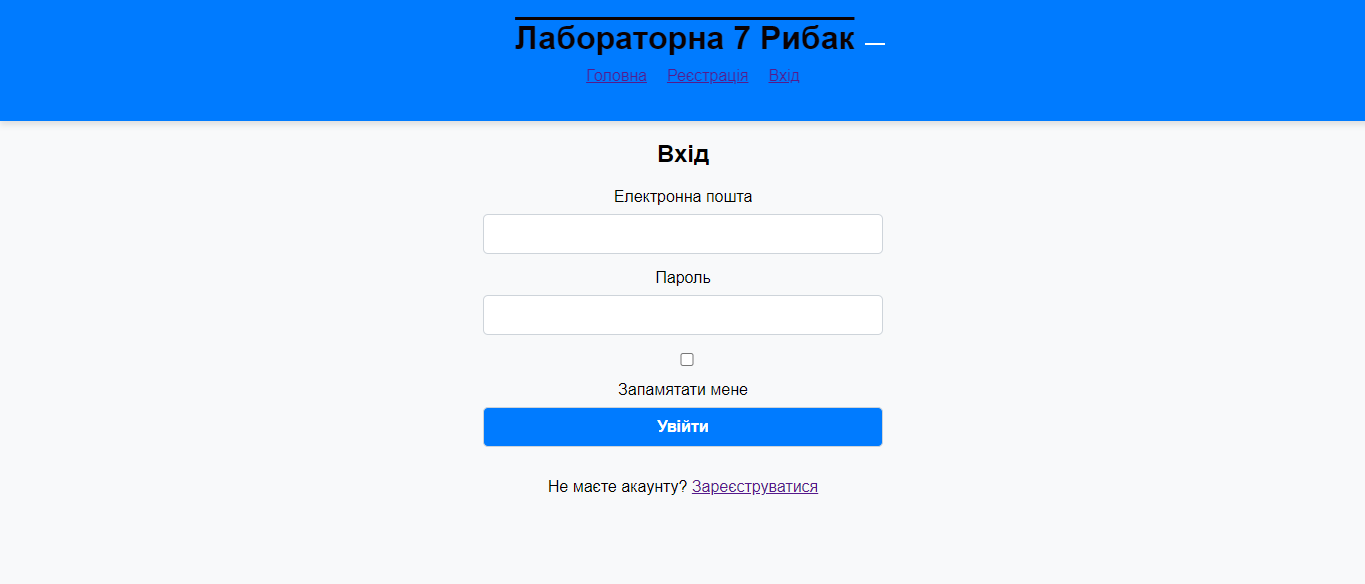 Лабораторна 7 Рибак
Головна Реєстрація Вхід
Вхід
Електронна пошта
Пароль
Запамятати мене
Увійти
Не маєте акаунту? Зареєструватися